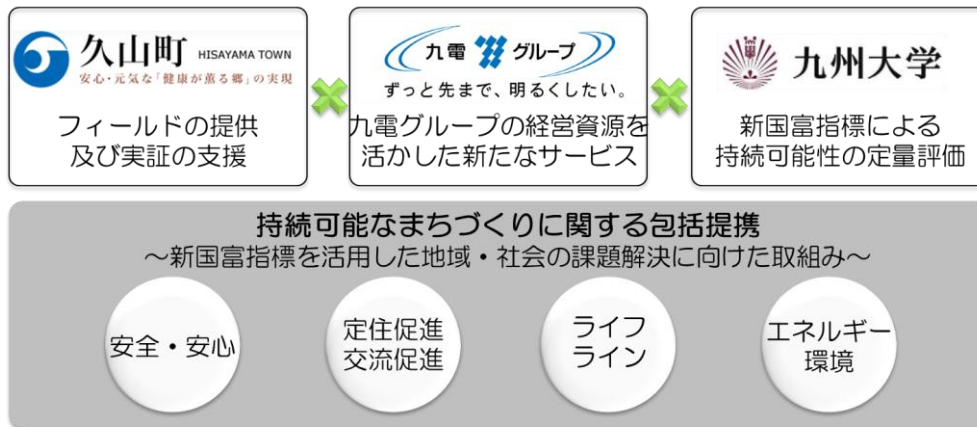 久山町 HISAYAMA TOWN
安心・元気な「健康が薫る郷」の実現
フィールドの提供
及び実証の支援
九電 グループ
ずっと先まで、明るくしたい。
九電グループの経営資源を
活かした新たなサービス
九州大学
新国富指標による
持続可能性の定量評価
持続可能なまちづくりに関する包括提携
～新国富指標を活用した地域・社会の課題解決に向けた取組み～
安全・安心
定住促進
交流促進
ライフ
ライン
エネルギー
環境